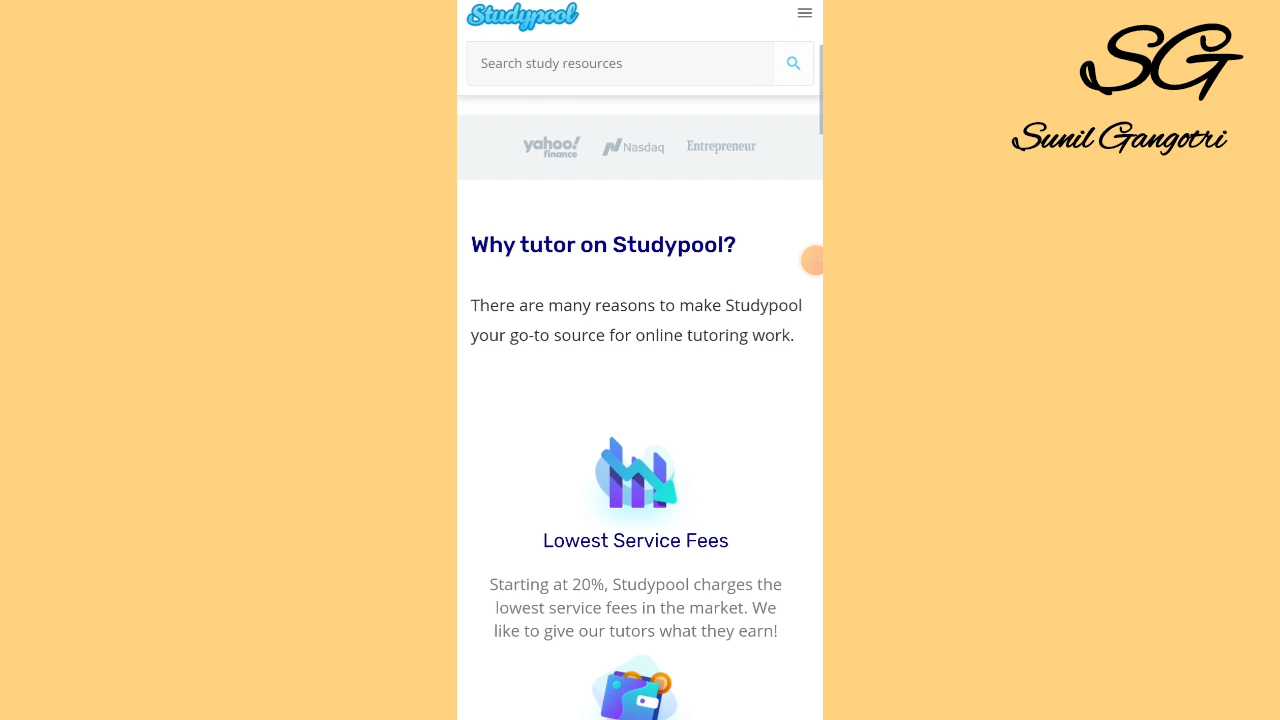 Studypool
Search study resources
yahoo!
finance
Nasdaq
Entrepreneur
Why tutor on Studypool?
There are many reasons to make Studypool
your go-to source for online tutoring work.
Lowest Service Fees
Starting at 20%, Studypool charges the
lowest service fees in the market. We
like to give our tutors what they earn!
SG
Sunil Gangotri